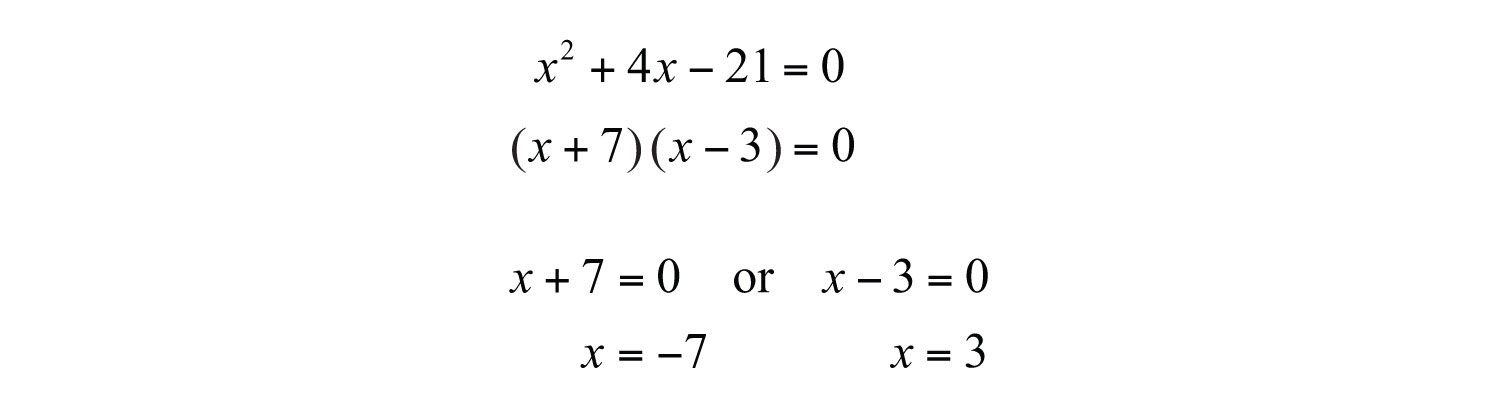 x² + 4x − 21 = 0
(x + 7)(x − 3) = 0
x + 7 = 0 or x − 3 = 0
x = −7 x = 3